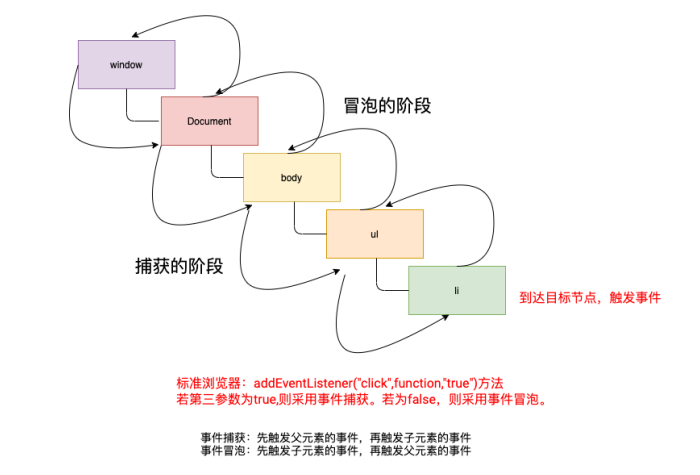 window
Document
冒泡的阶段
body
ul
捕获的阶段
li
到达目标节点，触发事件
标准浏览器：addEventListener("click",function,"true")方法
若第三参数为true,则采用事件捕获。若为false，则采用事件冒泡。
事件捕获：先触发父元素的事件，再触发子元素的事件
事件冒泡：先触发子元素的事件，再触发父元素的事件